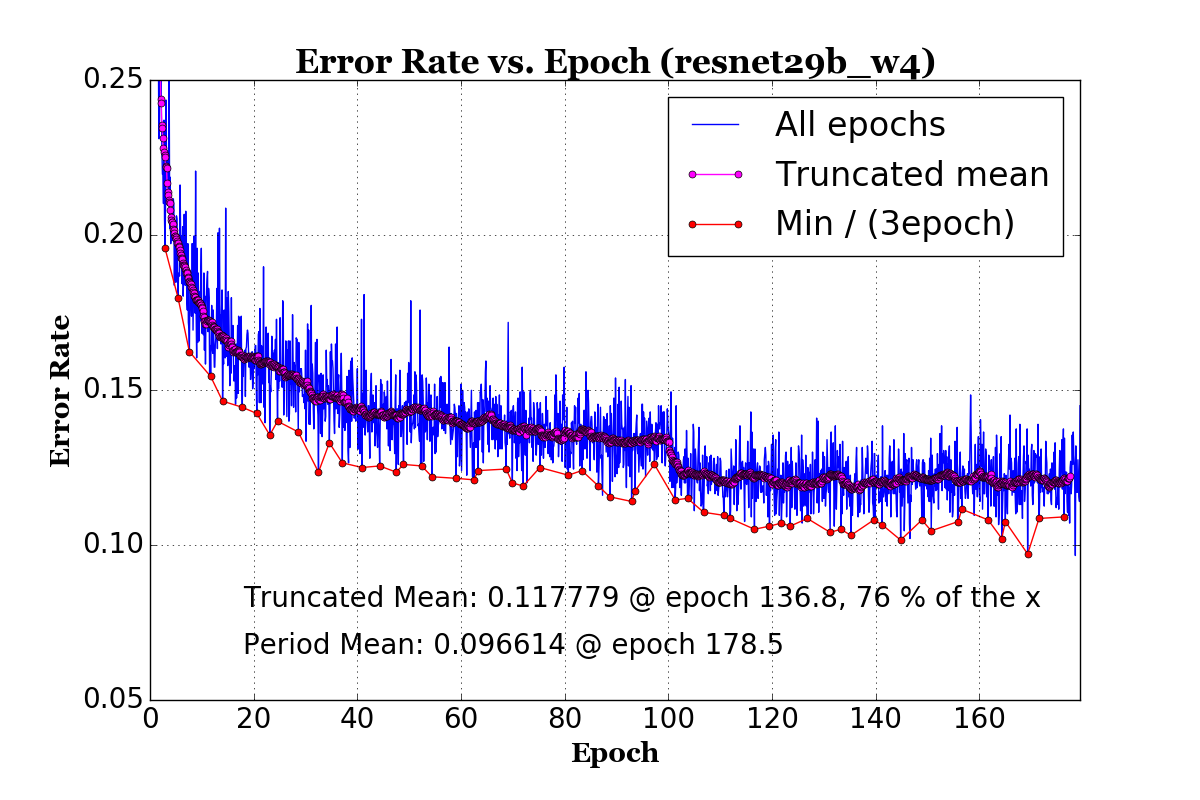 Error Rate vs. Epoch (resnet29b_w4)
0.25
0.20
0.15
0.10
0.05
Error Rate
All epochs
Truncated mean
Min / (3epoch)
Truncated Mean: 0.117779 @ epoch 136.8, 76 % of the x
Period Mean: 0.096614 @ epoch 178.5
0 20 40 60 80 100 120 140 160
Epoch